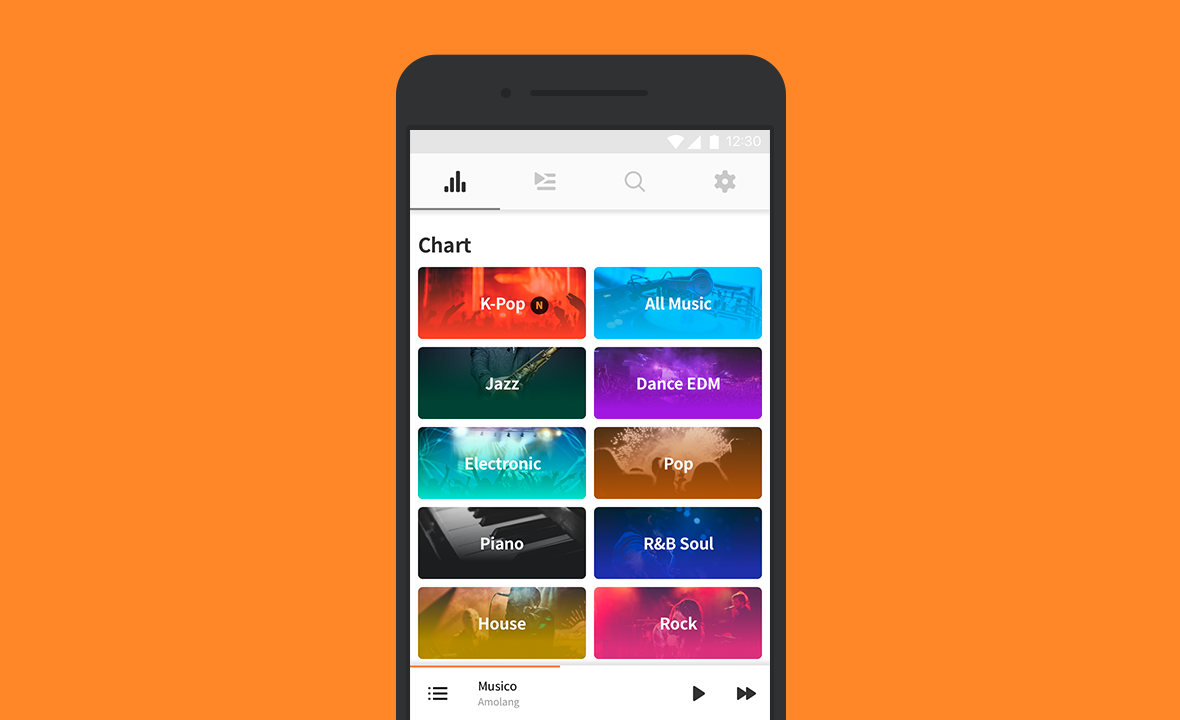 12:30
Chart
K-Pop N
All Music
Jazz
Dance EDM
Electronic
Pop
Piano
R&B Soul
House
Rock
Musico
Amolang